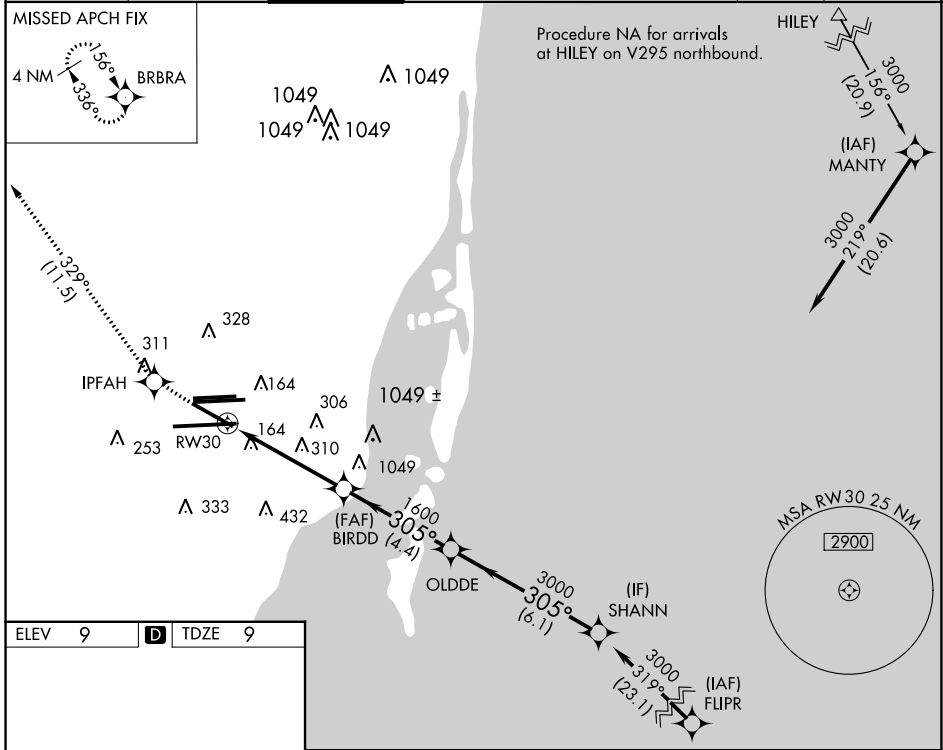 MISSED APCH FIX
4 NM
156°
336°
BRBRA
1049
1049
1049
1049
Procedure NA for arrivals
at HILEY on V295 northbound.
HILEY
3000
156°
(20.9)
(IAF)
MANTY
3000
219°
(20.6)
329°
(11.5)
328
311
IPFAH
164
306
1049 ±
RW30
164
310
253
1049
333
432
(FAF)
BIRDD
1600
305°
(4.4)
OLDDE
3000
305°
(6.1)
(IF)
SHANN
3000
319°
(23.1)
(IAF)
FLIPR
MSA RW30 25 NM
2900
ELEV 9 D TDZE 9